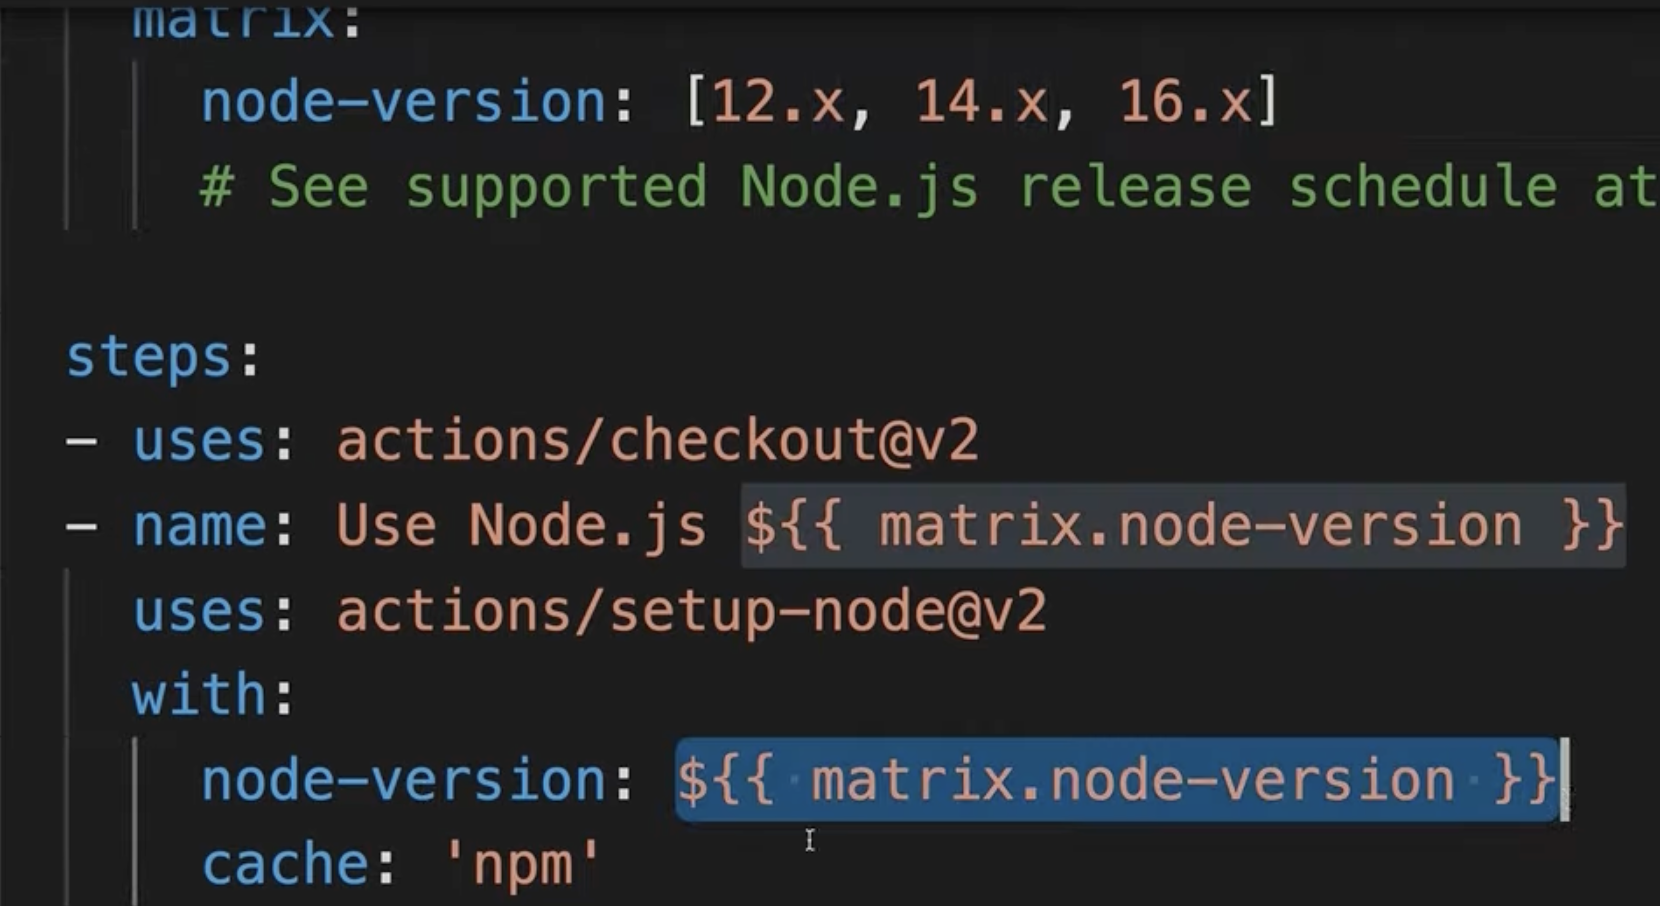 matrix:
node-version: [12.x, 14.x, 16.x]
# See supported Node.js release schedule at
steps:
- uses: actions/checkout@v2
- name: Use Node.js ${{ matrix.node-version }}
uses: actions/setup-node@v2
with:
node-version: ${{ matrix.node-version }}
cache: 'npm'